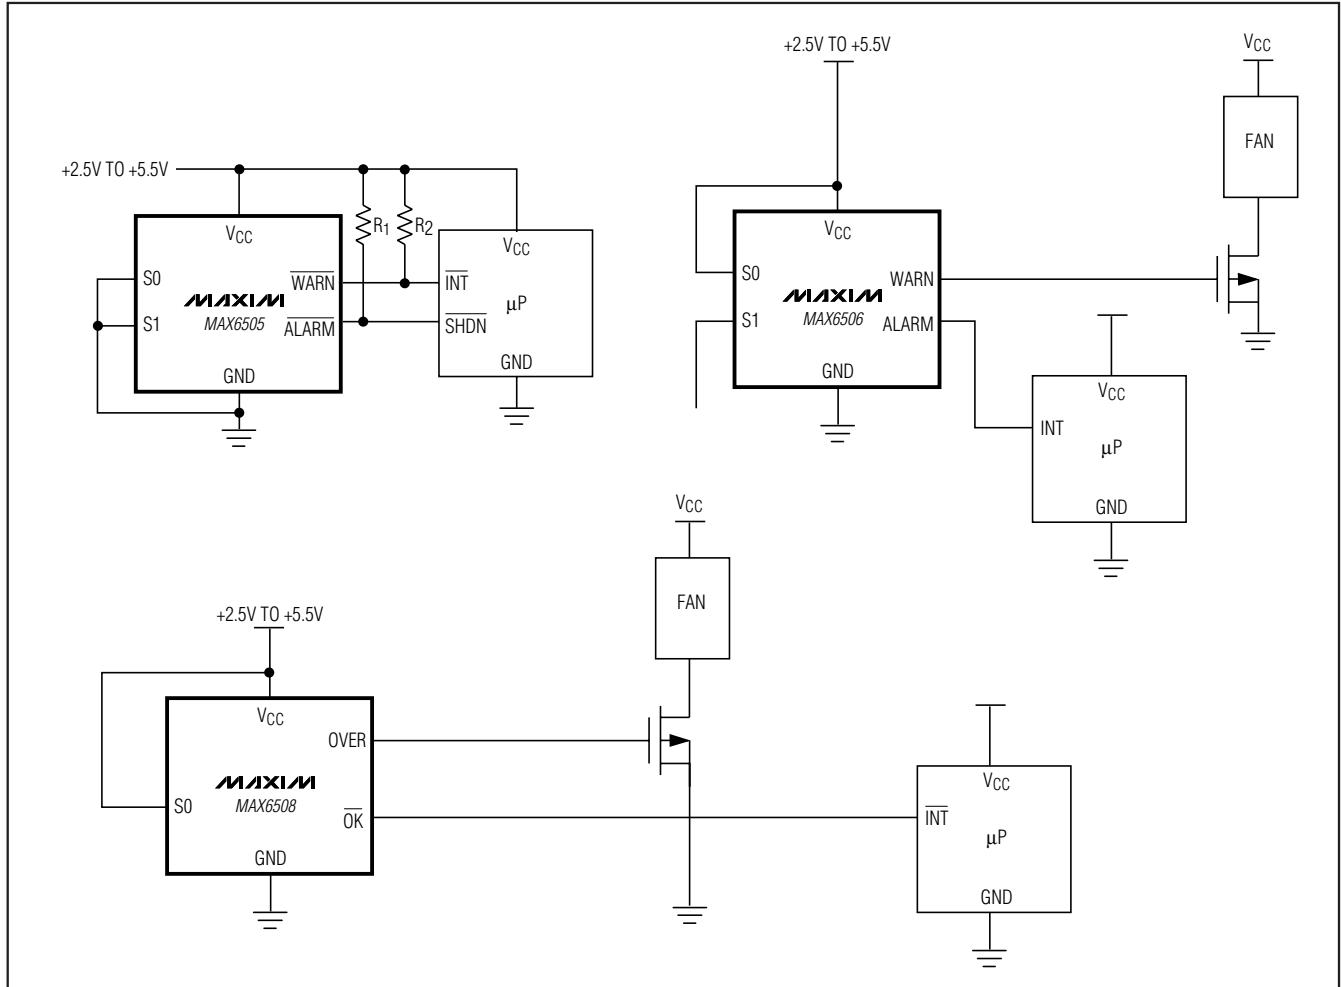 +2.5V TO +5.5V
VCC
R1
R2
S0
S1
WARN
ALARM
MAXIM
MAX6505
GND
VCC
INT
SHDN
µP
GND
+2.5V TO +5.5V
VCC
S0
S1
WARN
ALARM
MAXIM
MAX6506
GND
VCC
FAN
VCC
INT
µP
GND
+2.5V TO +5.5V
VCC
OVER
MAXIM
MAX6508
S0
OK
GND
VCC
FAN
VCC
INT
µP
GND